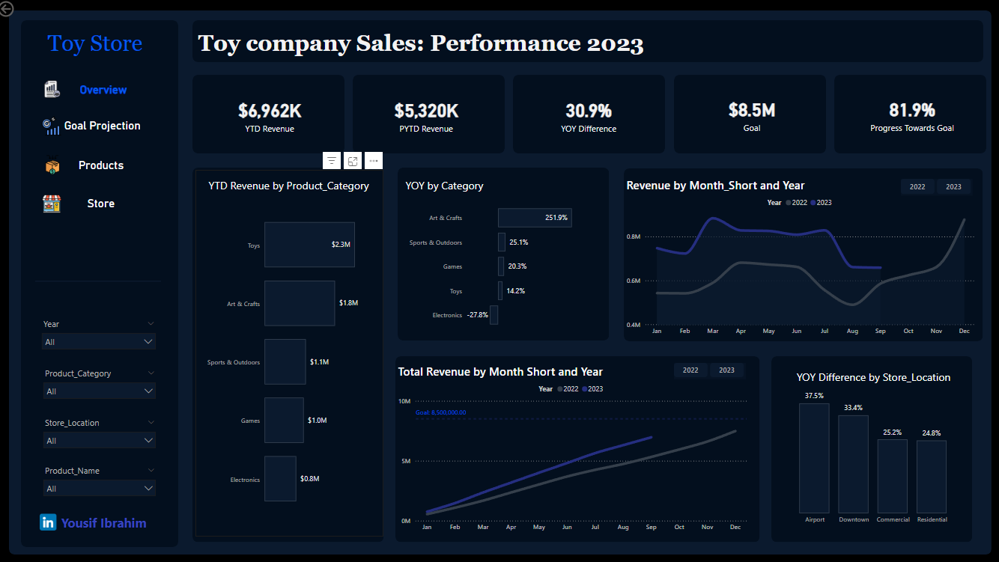 Toy Store
Overview
Goal Projection
Products
Store
Year
All
Product_Category
All
Store_Location
All
Product_Name
All
in Yousif Ibrahim
Toy company Sales: Performance 2023
$6,962K
YTD Revenue
$5,320K
PYTD Revenue
30.9%
YOY Difference
$8.5M
Goal
81.9%
Progress Towards Goal
YTD Revenue by Product_Category
Toys $2.3M
Art & Crafts $1.8M
Sports & Outdoors $1.1M
Games $1.0M
Electronics $0.8M
YOY by Category
Art & Crafts 251.9%
Sports & Outdoors 25.1%
Games 20.3%
Toys 14.2%
Electronics -27.8%
Revenue by Month_Short and Year
2022 2023
Year 2022 2023
0.8M
0.6M
0.4M
Jan Feb Mar Apr May Jun Jul Aug Sep Oct Nov Dec
Total Revenue by Month Short and Year
2022 2023
Year 2022 2023
10M
Goal: 8,500,000.00
5M
0M
Jan Feb Mar Apr May Jun Jul Aug Sep Oct Nov Dec
YOY Difference by Store_Location
37.5% 33.4% 25.2% 24.8%
Airport Downtown Commercial Residential